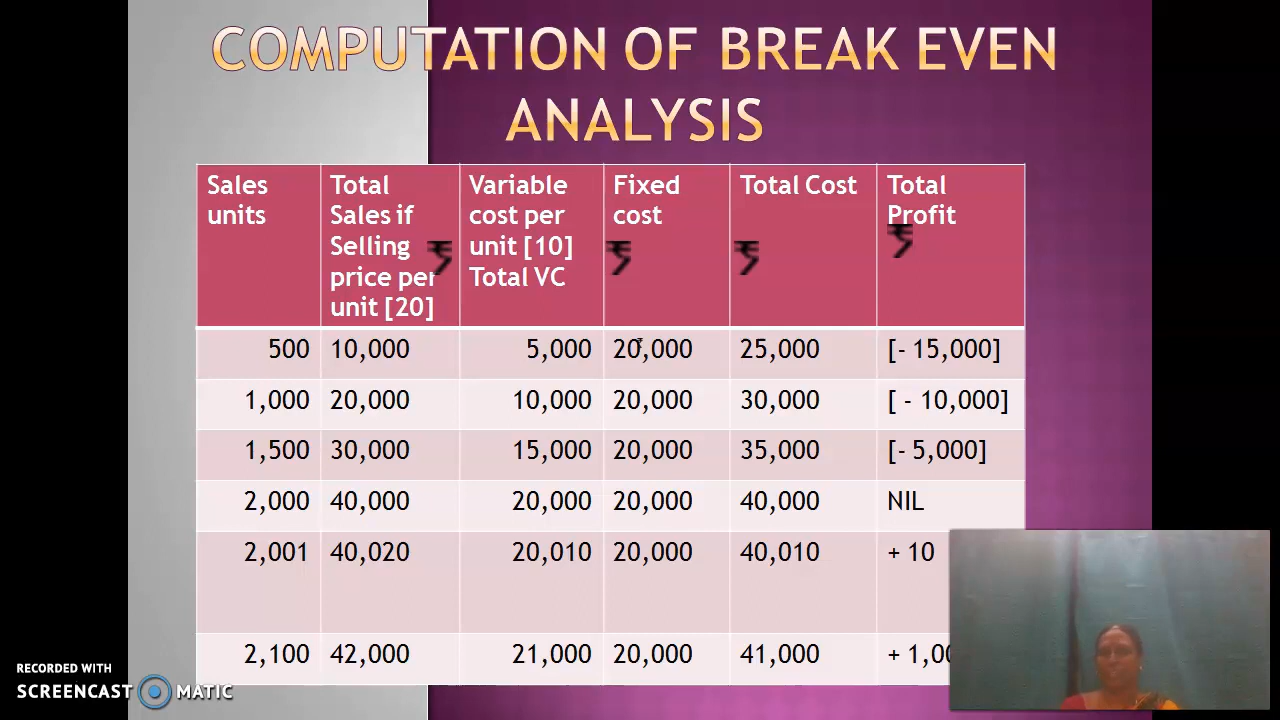 COMPUTATION OF BREAK EVEN
ANALYSIS
Sales units
Total Sales if Selling price per unit [20] ₹
Variable cost per unit [10] Total VC
Fixed cost ₹
Total Cost ₹
Total Profit ₹
500 10,000 5,000 20,000 25,000 [- 15,000]
1,000 20,000 10,000 20,000 30,000 [ - 10,000]
1,500 30,000 15,000 20,000 35,000 [- 5,000]
2,000 40,000 20,000 20,000 40,000 NIL
2,001 40,020 20,010 20,000 40,010 + 10
2,100 42,000 21,000 20,000 41,000
RECORDED WITH
SCREENCAST MATIC